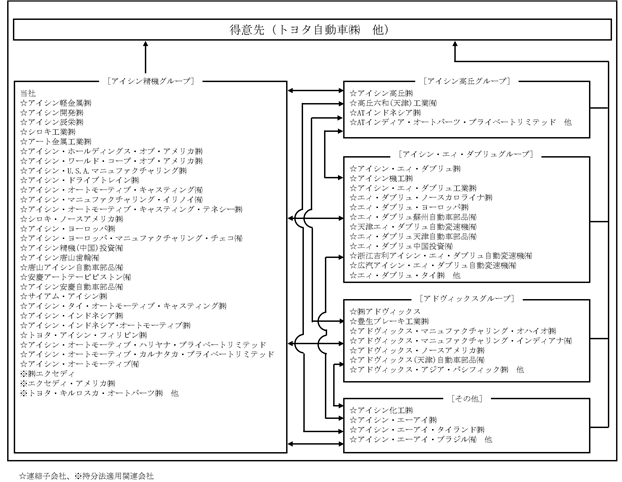 得意先（トヨタ自動車㈱　他）
［アイシン精機グループ］
当社
☆アイシン軽金属㈱
☆アイシン開発㈱
☆アイシン辰栄㈱
☆シロキ工業㈱
☆アート金属工業㈱
☆アイシン・ホールディングス・オブ・アメリカ㈱
☆アイシン・ワールド・コープ・オブ・アメリカ㈱
☆アイシン・U.S.A.マニュファクチャリング㈱
☆アイシン・ドライブトレイン㈱
☆アイシン・オートモーティブ・キャスティング㈲
☆アイシン・マニュファクチャリング・イリノイ㈲
☆アイシン・オートモーティブ・キャスティング・テネシー㈱
☆シロキ・ノースアメリカ㈱
☆アイシン・ヨーロッパ㈱
☆アイシン・ヨーロッパ・マニュファクチャリング・チェコ㈲
☆アイシン精機(中国)投資㈲
☆アイシン唐山歯輪㈲
☆唐山アイシン自動車部品㈲
☆安慶アートテーピピストン㈲
☆アイシン安慶自動車部品㈲
☆サイアム・アイシン㈱
☆アイシン・タイ・オートモーティブ・キャスティング㈱
☆アイシン・インドネシア㈱
☆アイシン・インドネシア・オートモーティブ㈱
☆トヨタ・アイシン・フィリピン㈱
☆アイシン・オートモーティブ・ハリヤナ・プライベートリミテッド
☆アイシン・オートモーティブ・カルナタカ・プライベートリミテッド
☆アイシン・オートモーティブ㈲
※㈱エクセディ
※エクセディ・アメリカ㈱
※トヨタ・キルロスカ・オートパーツ㈱　他
［アイシン高丘グループ］
☆アイシン高丘㈱
☆高丘六和(天津)工業㈲
☆ATインドネシア㈱
☆ATインディア・オートパーツ・プライベートリミテッド　他
［アイシン・エィ・ダブリュグループ］
☆アイシン・エィ・ダブリュ㈱
☆アイシン機工㈱
☆アイシン・エィ・ダブリュ工業㈱
☆エィ・ダブリュ・ノースカロライナ㈱
☆エィ・ダブリュ・ヨーロッパ㈱
☆エィ・ダブリュ蘇州自動車部品㈲
☆天津エィ・ダブリュ自動変速機㈲
☆エィ・ダブリュ天津自動車部品㈲
☆エィ・ダブリュ中国投資㈲
☆浙江吉利アイシン・エィ・ダブリュ自動変速機㈲
☆広汽アイシン・エィ・ダブリュ自動変速機㈲
☆エィ・ダブリュ・タイ㈱　他
［アドヴィックスグループ］
☆㈱アドヴィックス
☆豊生ブレーキ工業㈱
☆アドヴィックス・マニュファクチャリング・オハイオ㈱
☆アドヴィックス・マニュファクチャリング・インディアナ㈲
☆アドヴィックス・ノースアメリカ㈱
☆アドヴィックス(天津)自動車部品㈲
☆アドヴィックス・アジア・パシフィック㈱　他
［その他］
☆アイシン化工㈱
☆アイシン・エーアイ㈱
☆アイシン・エーアイ・タイランド㈱
☆アイシン・エーアイ・ブラジル㈲　他
☆連結子会社、※持分法適用関連会社